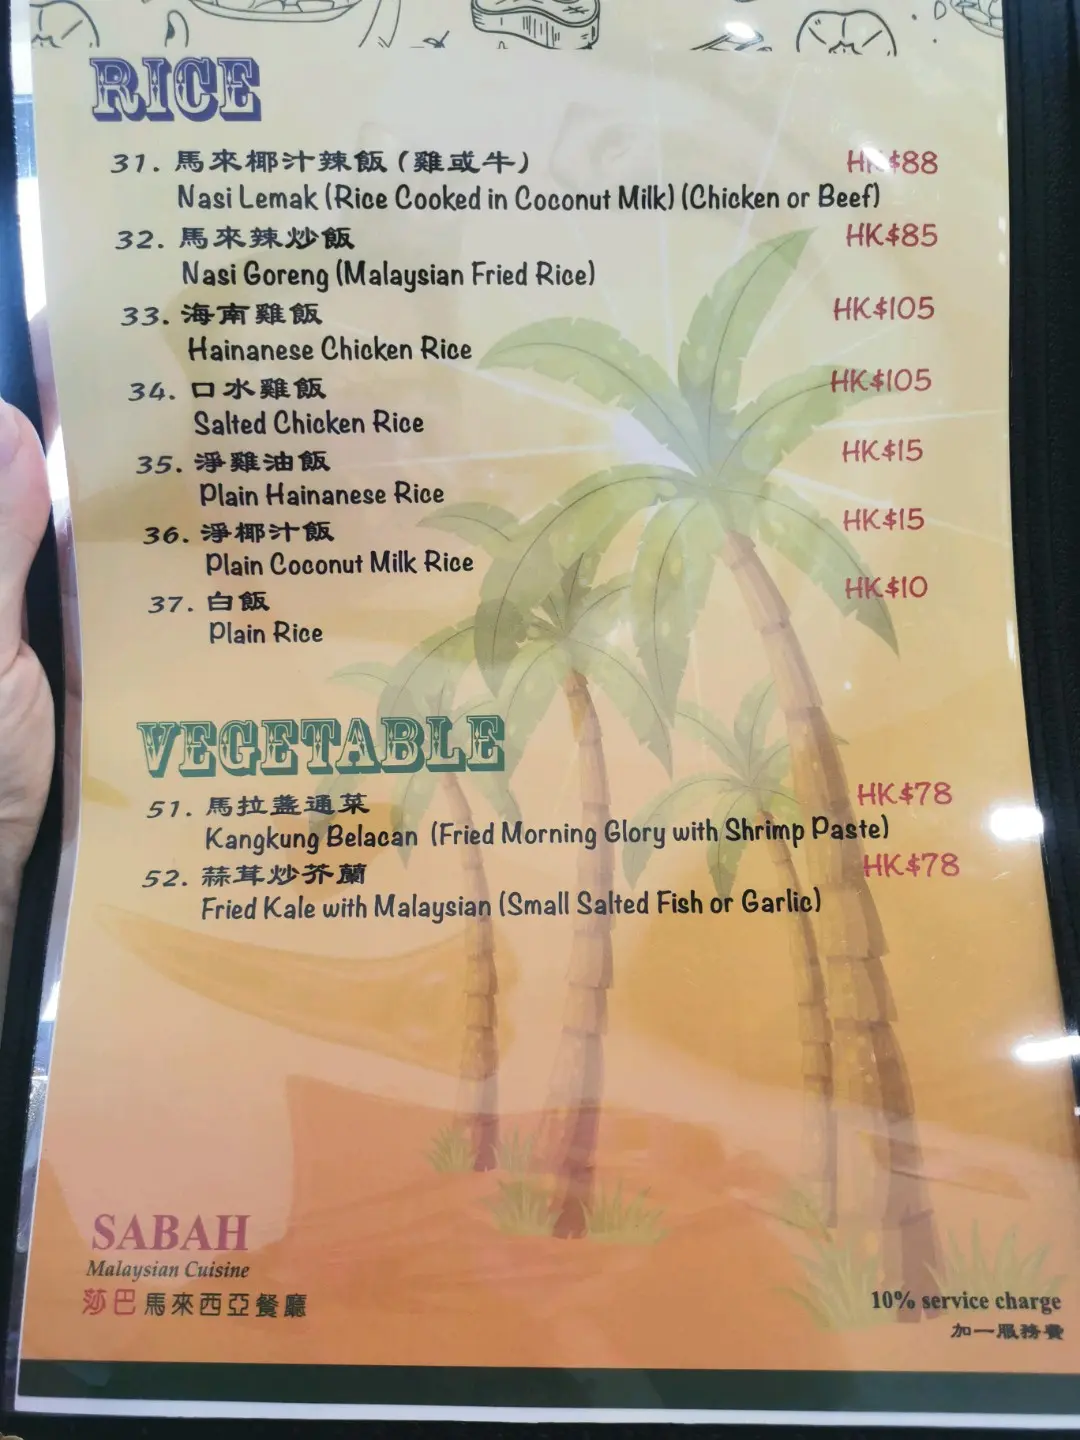 RICE
31. 馬來椰汁辣飯 (雞或牛) HK$88
Nasi Lemak (Rice Cooked in Coconut Milk) (Chicken or Beef)
32. 馬來辣炒飯 HK$85
Nasi Goreng (Malaysian Fried Rice)
33. 海南雞飯 HK$105
Hainanese Chicken Rice
34. 口水雞飯 HK$105
Salted Chicken Rice
35. 淨雞油飯 HK$15
Plain Hainanese Rice
36. 淨椰汁飯 HK$15
Plain Coconut Milk Rice
37. 白飯 HK$10
Plain Rice
VEGETABLE
51. 馬拉盞通菜 HK$78
Kangkung Belacan (Fried Morning Glory with Shrimp Paste)
52. 蒜茸炒芥蘭 HK$78
Fried Kale with Malaysian (Small Salted Fish or Garlic)
SABAH
Malaysian Cuisine
莎巴馬來西亞餐廳
10% service charge
加一服務費